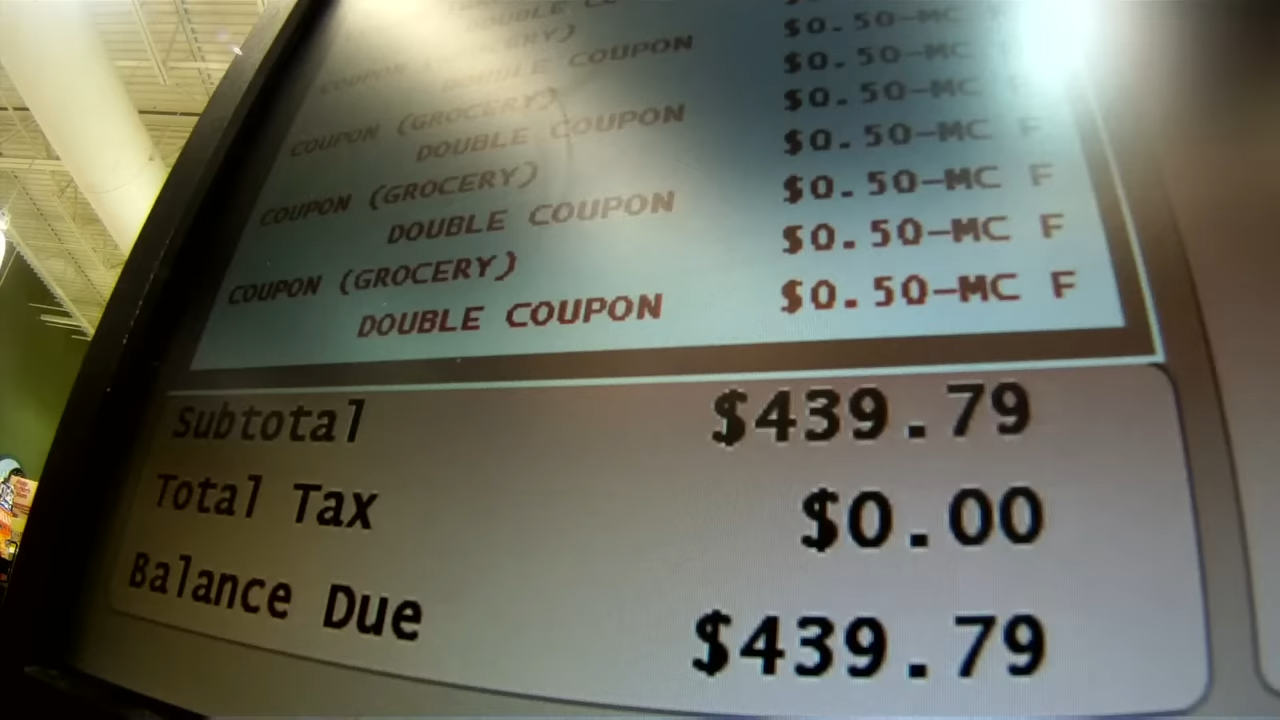 DOUBLE
$0.50-MC
DOUBLE COUPON $0.50-MC
COUPON (GROCERY) $0.50-MC
DOUBLE COUPON $0.50-MC F
COUPON (GROCERY) $0.50-MC F
DOUBLE COUPON $0.50-MC F
COUPON (GROCERY)
DOUBLE COUPON $0.50-MC F
Subtotal $439.79
Total Tax $0.00
Balance Due $439.79